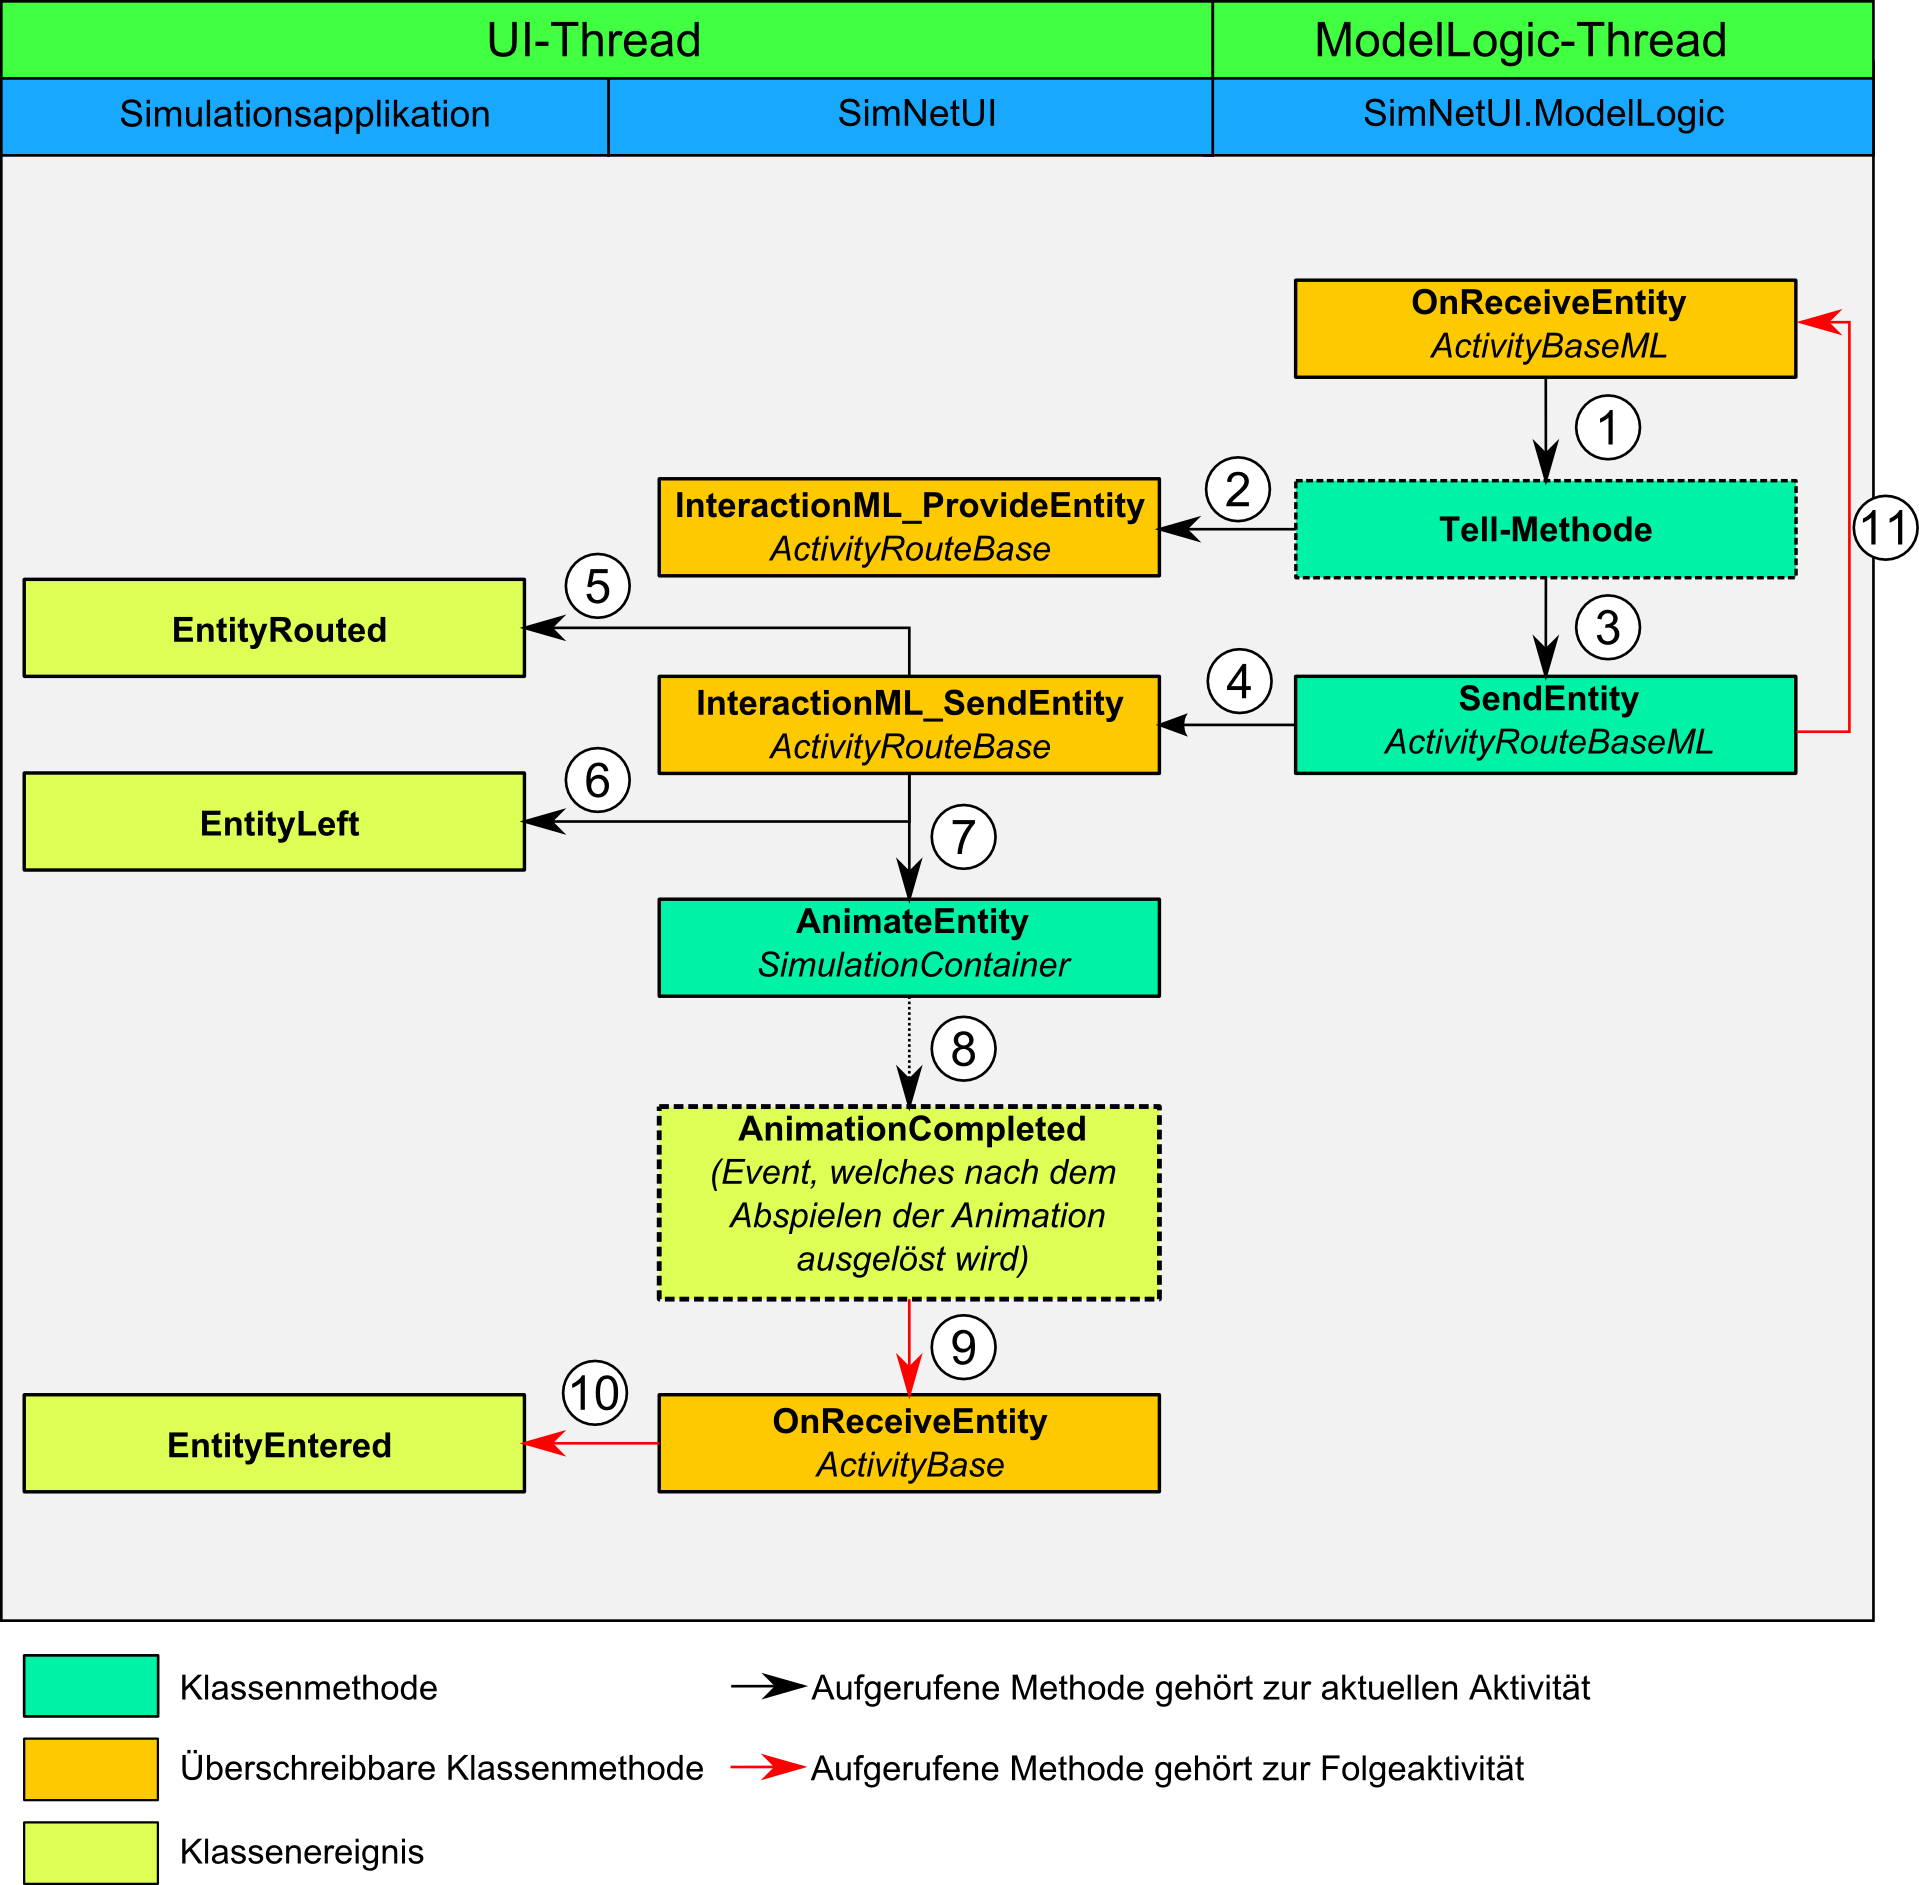 UI-Thread
ModelLogic-Thread
Simulationsapplikation
SimNetUI
SimNetUI.ModelLogic
OnReceiveEntity
ActivityBaseML
1
2
InteractionML_ProvideEntity
ActivityRouteBase
Tell-Methode
11
5
EntityRouted
3
4
InteractionML_SendEntity
ActivityRouteBase
SendEntity
ActivityRouteBaseML
6
EntityLeft
7
AnimateEntity
SimulationContainer
8
AnimationCompleted
(Event, welches nach dem
Abspielen der Animation
ausgelöst wird)
9
10
EntityEntered
OnReceiveEntity
ActivityBase
Klassenmethode
Aufgerufene Methode gehört zur aktuellen Aktivität
Überschreibbare Klassenmethode
Aufgerufene Methode gehört zur Folgeaktivität
Klassenereignis